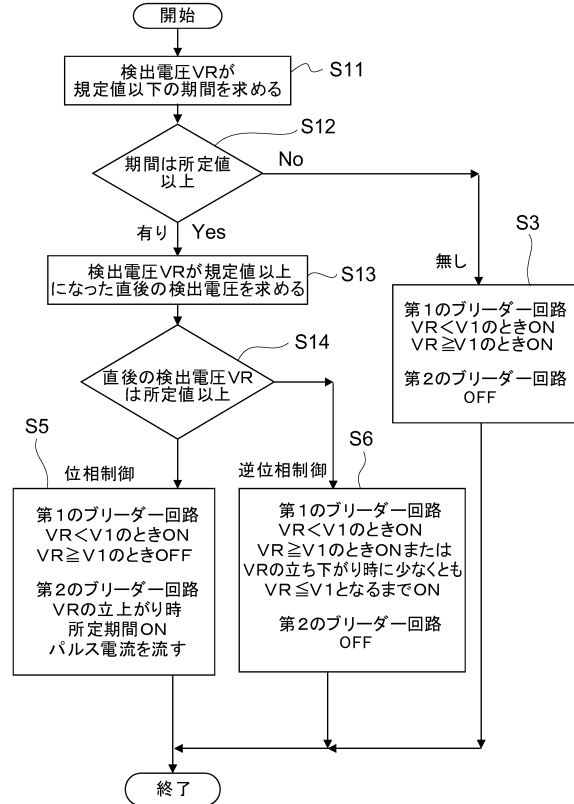 開始
検出電圧VRが
規定値以下の期間を求める
S11
S12
期間は所定値
以上
No
有り Yes
無し
S3
検出電圧VRが規定値以上
になった直後の検出電圧を求める
S13
第1のブリーダー回路
VR<V1のときON
VR≧V1のときON
第2のブリーダー回路
OFF
S14
直後の検出電圧VR
は所定値以上
S5
位相制御
逆位相制御
S6
第1のブリーダー回路
VR<V1のときON
VR≧V1のときOFF
第2のブリーダー回路
VRの立上がり時
所定期間ON
パルス電流を流す
第1のブリーダー回路
VR<V1のときON
VR≧V1のときONまたは
VRの立ち下がり時に少なくとも
VR≦V1となるまでON
第2のブリーダー回路
OFF
終了